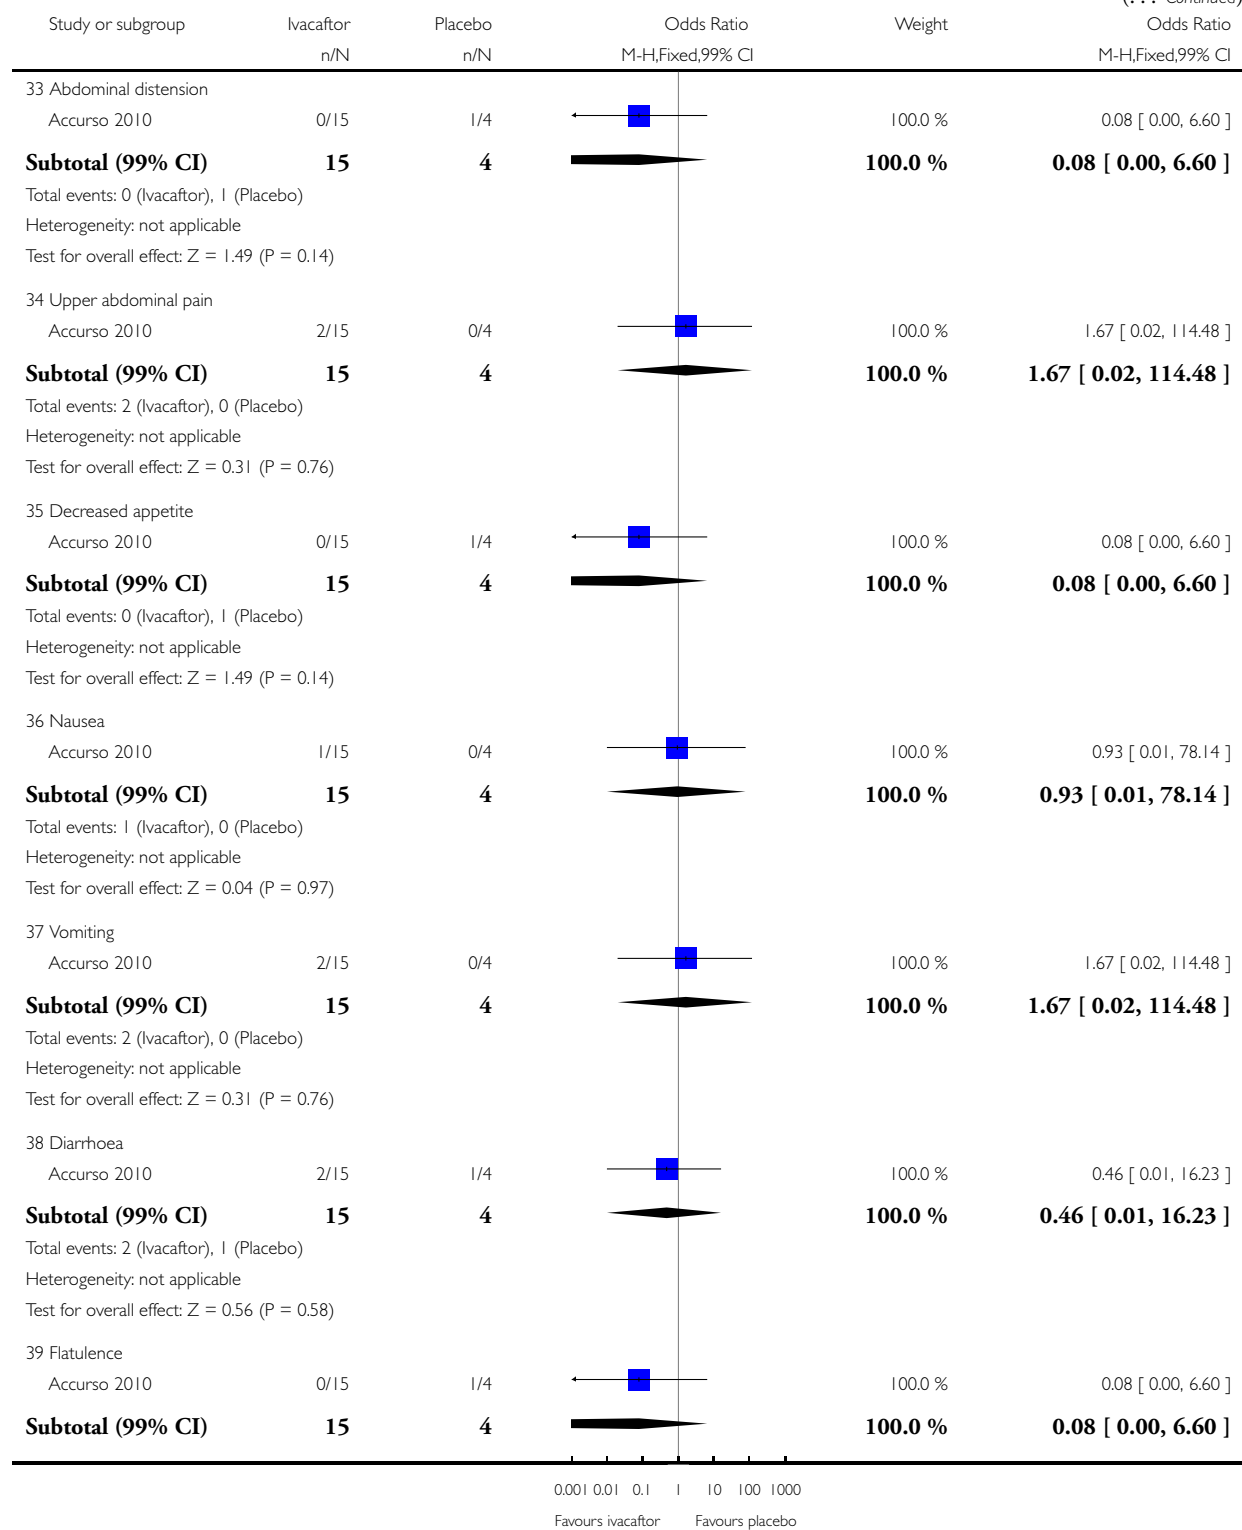 (... Continued)
Study or subgroup Ivacaftor Placebo Odds Ratio Weight Odds Ratio
n/N n/N M-H,Fixed,99% CI M-H,Fixed,99% CI
33 Abdominal distension
Accurso 2010 0/15 1/4 100.0 % 0.08 [ 0.00, 6.60 ]
Subtotal (99% CI) 15 4 100.0 % 0.08 [ 0.00, 6.60 ]
Total events: 0 (Ivacaftor), 1 (Placebo)
Heterogeneity: not applicable
Test for overall effect: Z = 1.49 (P = 0.14)
34 Upper abdominal pain
Accurso 2010 2/15 0/4 100.0 % 1.67 [ 0.02, 114.48 ]
Subtotal (99% CI) 15 4 100.0 % 1.67 [ 0.02, 114.48 ]
Total events: 2 (Ivacaftor), 0 (Placebo)
Heterogeneity: not applicable
Test for overall effect: Z = 0.31 (P = 0.76)
35 Decreased appetite
Accurso 2010 0/15 1/4 100.0 % 0.08 [ 0.00, 6.60 ]
Subtotal (99% CI) 15 4 100.0 % 0.08 [ 0.00, 6.60 ]
Total events: 0 (Ivacaftor), 1 (Placebo)
Heterogeneity: not applicable
Test for overall effect: Z = 1.49 (P = 0.14)
36 Nausea
Accurso 2010 1/15 0/4 100.0 % 0.93 [ 0.01, 78.14 ]
Subtotal (99% CI) 15 4 100.0 % 0.93 [ 0.01, 78.14 ]
Total events: 1 (Ivacaftor), 0 (Placebo)
Heterogeneity: not applicable
Test for overall effect: Z = 0.04 (P = 0.97)
37 Vomiting
Accurso 2010 2/15 0/4 100.0 % 1.67 [ 0.02, 114.48 ]
Subtotal (99% CI) 15 4 100.0 % 1.67 [ 0.02, 114.48 ]
Total events: 2 (Ivacaftor), 0 (Placebo)
Heterogeneity: not applicable
Test for overall effect: Z = 0.31 (P = 0.76)
38 Diarrhoea
Accurso 2010 2/15 1/4 100.0 % 0.46 [ 0.01, 16.23 ]
Subtotal (99% CI) 15 4 100.0 % 0.46 [ 0.01, 16.23 ]
Total events: 2 (Ivacaftor), 1 (Placebo)
Heterogeneity: not applicable
Test for overall effect: Z = 0.56 (P = 0.58)
39 Flatulence
Accurso 2010 0/15 1/4 100.0 % 0.08 [ 0.00, 6.60 ]
Subtotal (99% CI) 15 4 100.0 % 0.08 [ 0.00, 6.60 ]
0.001 0.01 0.1 1 10 100 1000
Favours ivacaftor Favours placebo